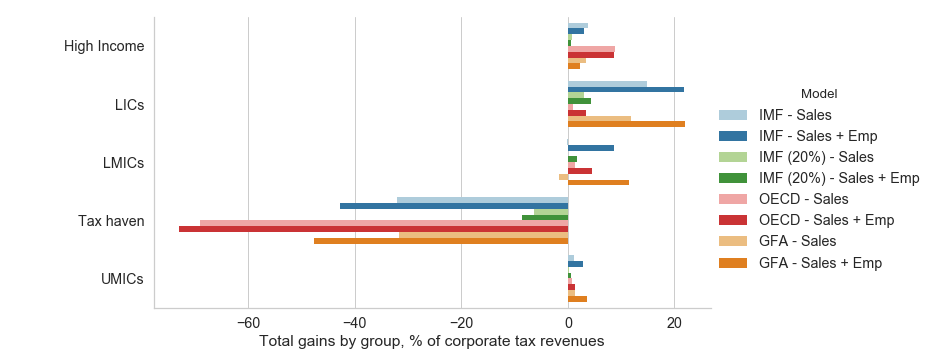 High Income
LICs
LMICs
Tax haven
UMICs
−60 −40 −20 0 20
Total gains by group, % of corporate tax revenues
Model
IMF - Sales
IMF - Sales + Emp
IMF (20%) - Sales
IMF (20%) - Sales + Emp
OECD - Sales
OECD - Sales + Emp
GFA - Sales
GFA - Sales + Emp